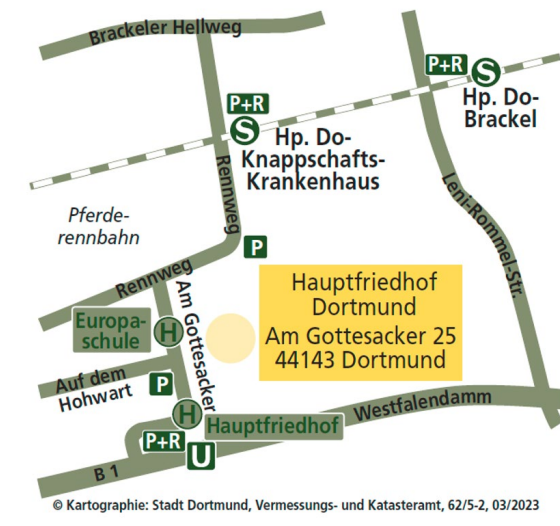 Brackeler Hellweg
P+R
S
Hp. Do-
Brackel
P+R
S
Hp. Do-
Knappschafts-
Krankenhaus
Rennweg
Leni-Rommel-Str.
Pferde-
rennbahn
P
Rennweg
Am Gottesacker
Hauptfriedhof
Dortmund
Am Gottesacker 25
44143 Dortmund
Europa-
schule
H
Auf dem
Hohwart
P
H
Hauptfriedhof
Westfalendamm
P+R
U
B 1
© Kartographie: Stadt Dortmund, Vermessungs- und Katasteramt, 62/5-2, 03/2023